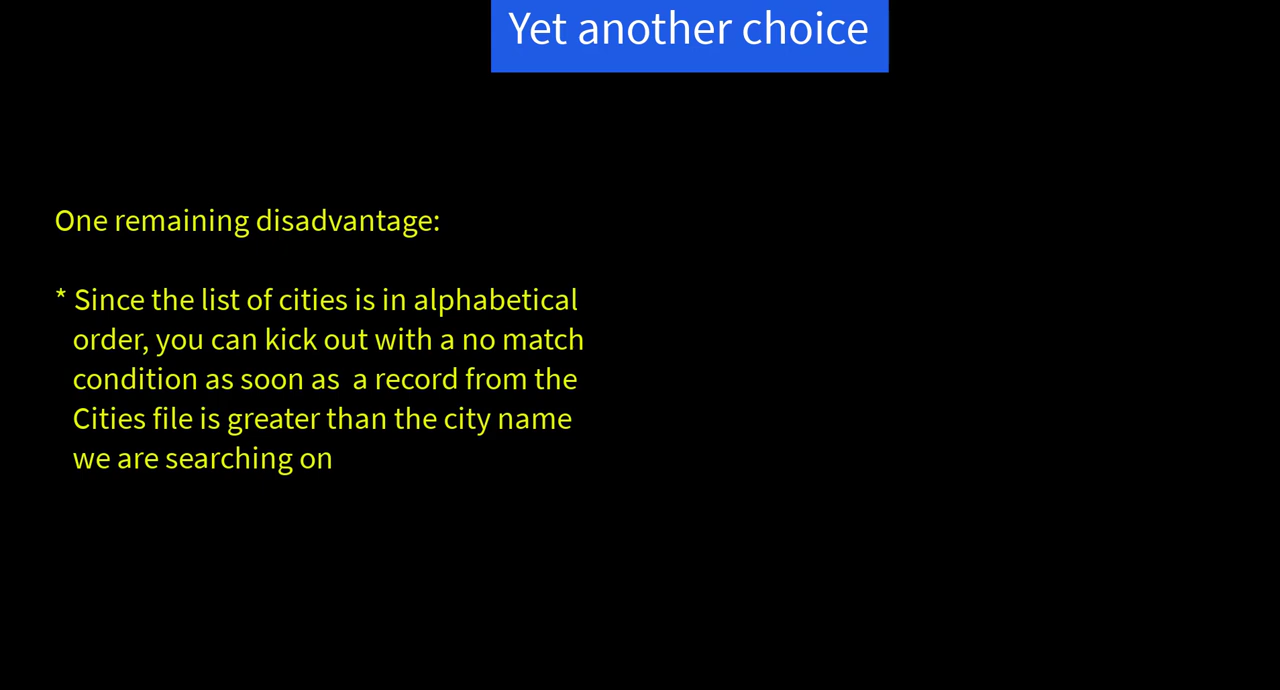 Yet another choice
One remaining disadvantage:
* Since the list of cities is in alphabetical
order, you can kick out with a no match
condition as soon as  a record from the
Cities file is greater than the city name
we are searching on